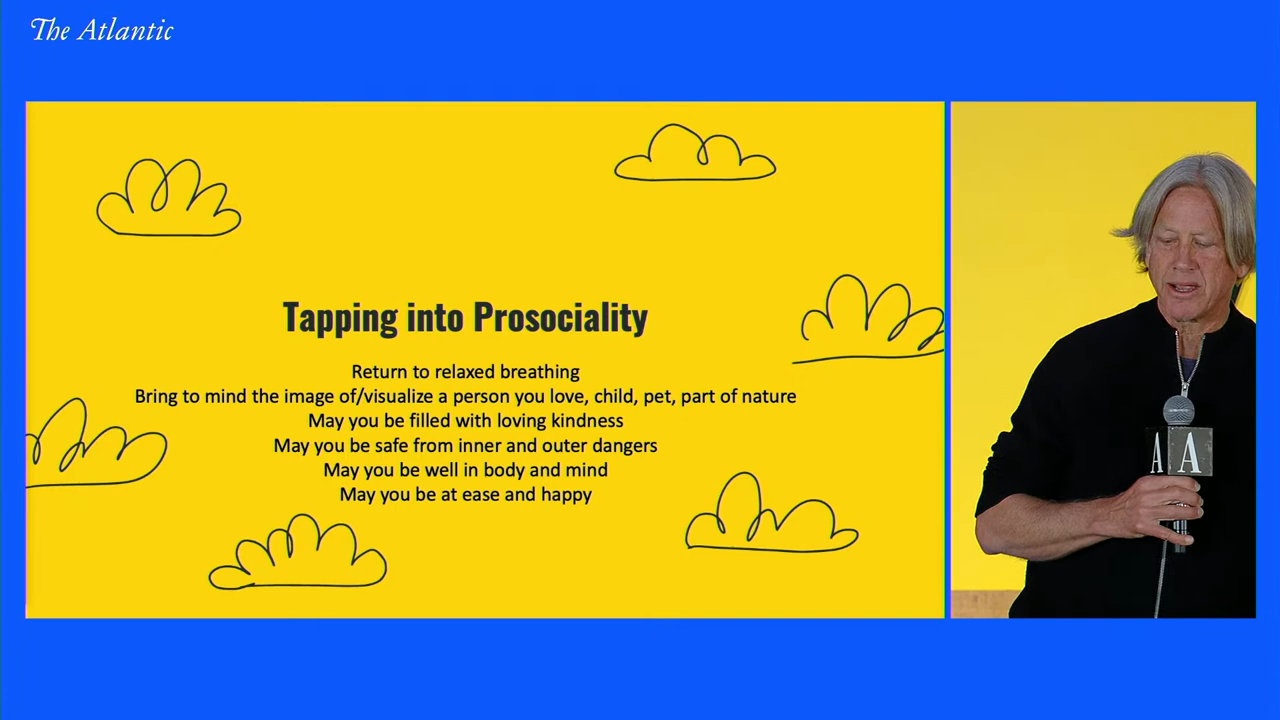 The Atlantic
Tapping into Prosociality
Return to relaxed breathing
Bring to mind the image of/visualize a person you love, child, pet, part of nature
May you be filled with loving kindness
May you be safe from inner and outer dangers
May you be well in body and mind
May you be at ease and happy
A A